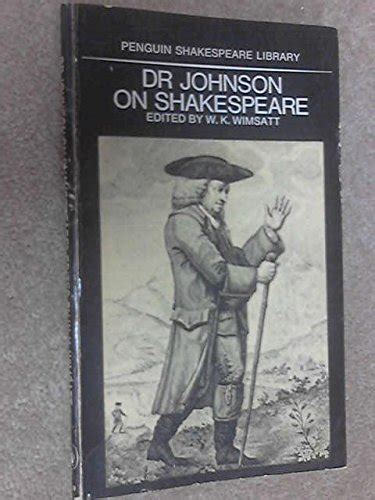 PENGUIN SHAKESPEARE LIBRARY
DR JOHNSON
ON SHAKESPEARE
EDITED BY W. K. WIMSATT